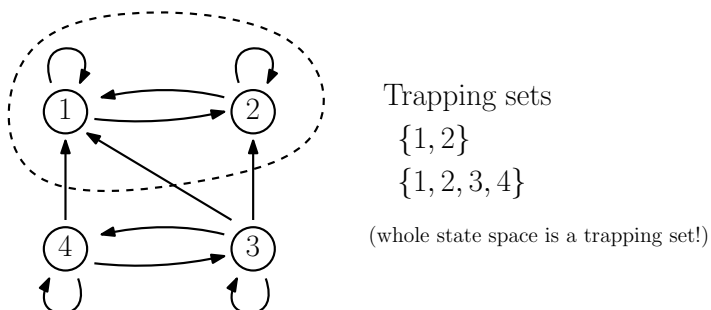 1
2
4
3
Trapping sets
{1, 2}
{1, 2, 3, 4}
(whole state space is a trapping set!)